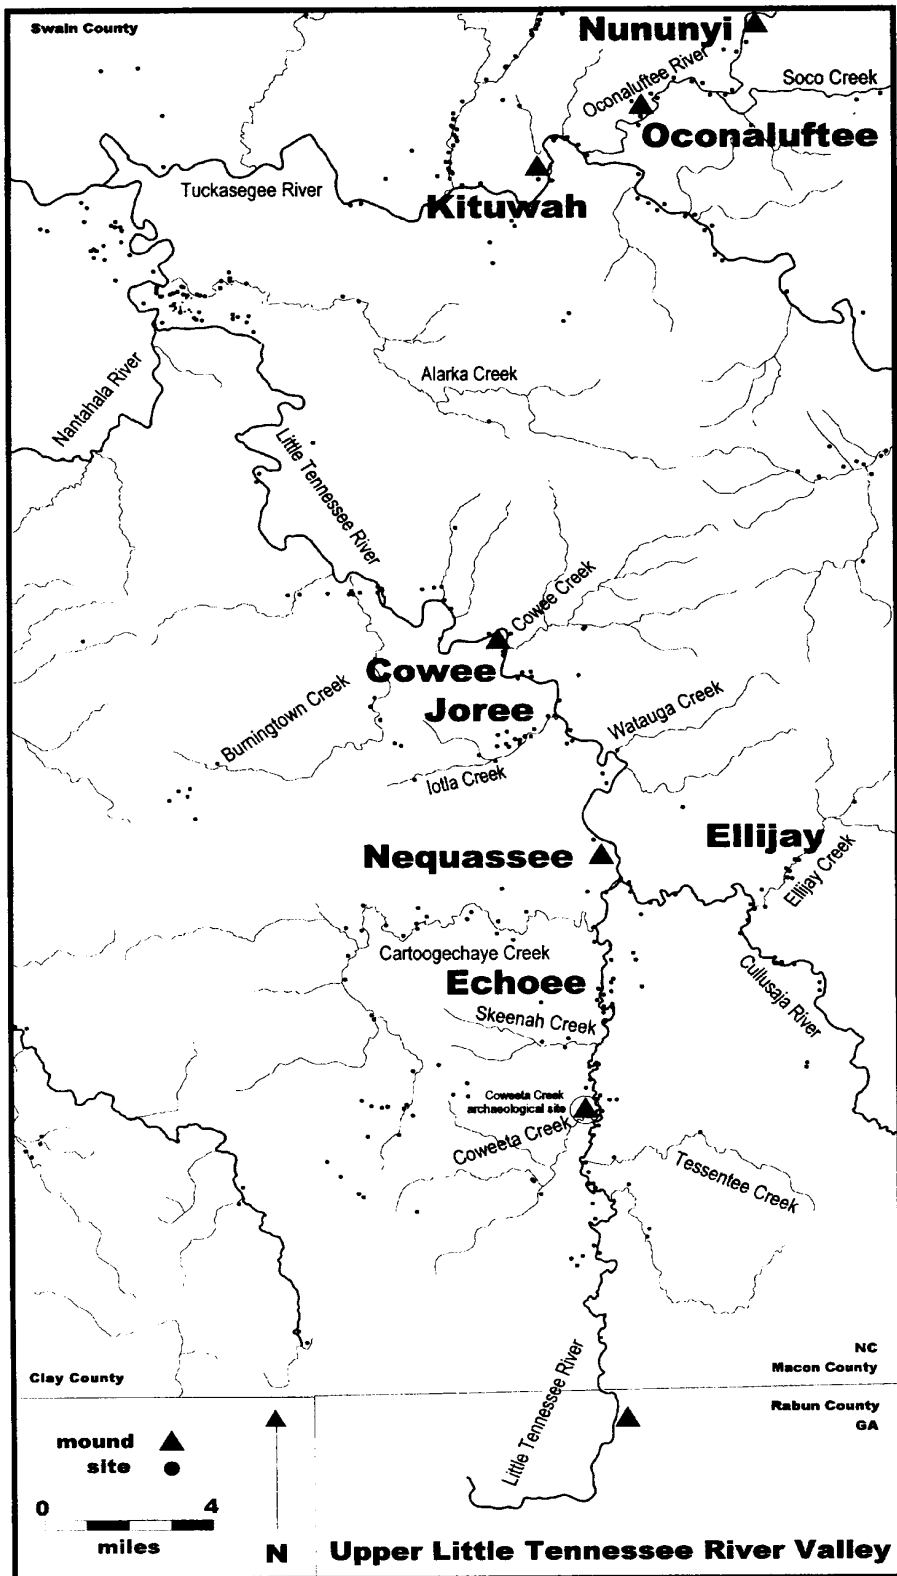 Swain County
Nununyi
Oconaluftee River
Soco Creek
Oconaluftee
Tuckasegee River
Kituwah
Nantahala River
Alarka Creek
Little Tennessee River
Cowee Creek
Cowee
Joree
Burningtown Creek
Watauga Creek
Iotla Creek
Ellijay
Nequassee
Ellijay Creek
Cartoogechaye Creek
Echoee
Cullusaja River
Skeenah Creek
Coweeta Creek
archaeological site
Coweeta Creek
Tessentee Creek
NC
Macon County
Clay County
Little Tennessee River
Rabun County
GA
mound
site
0 4
miles
N
Upper Little Tennessee River Valley